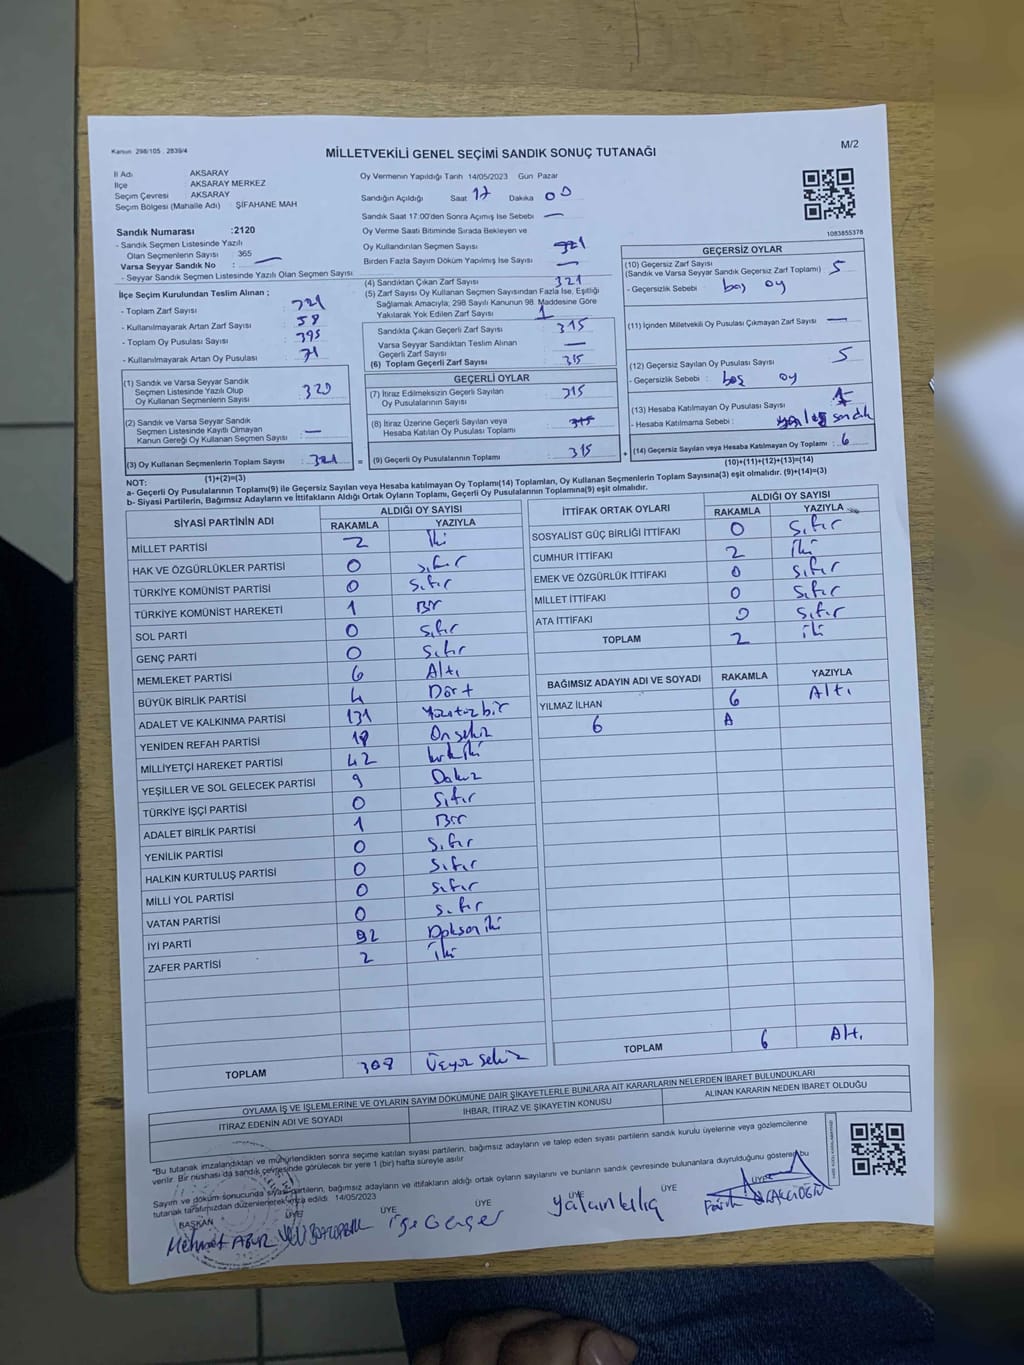 Kanun 298/105 : 2839/4
M/2
MİLLETVEKİLİ GENEL SEÇİMİ SANDIK SONUÇ TUTANAĞI
İl Adı : AKSARAY
İlçe : AKSARAY MERKEZ
Seçim Çevresi : AKSARAY
Seçim Bölgesi (Mahalle Adı) : ŞİFAHANE MAH
Sandık Numarası :2120
- Sandık Seçmen Listesinde Yazılı
Olan Seçmenlerin Sayısı : 365
Varsa Seyyar Sandık No : —
- Seyyar Sandık Seçmen Listesinde Yazılı Olan Seçmen Sayısı
İlçe Seçim Kurulundan Teslim Alınan ;
- Toplam Zarf Sayısı :
- Kullanılmayarak Artan Zarf Sayısı : 58
- Toplam Oy Pusulası Sayısı : 395
- Kullanılmayarak Artan Oy Pusulası : 71
(1) Sandık ve Varsa Seyyar Sandık
Seçmen Listesinde Yazılı Olup
Oy Kullanan Seçmenlerin Sayısı : 320
(2) Sandık ve Varsa Seyyar Sandık
Seçmen Listesinde Kayıtlı Olmayan
Kanun Gereği Oy Kullanan Seçmen Sayısı : —
(3) Oy Kullanan Seçmenlerin Toplam Sayısı : 321
(1)+(2)=(3)
Oy Vermenin Yapıldığı Tarih 14/05/2023 Gün Pazar
Sandığın Açıldığı Saat 17 Dakika 00
Sandık Saat 17:00'den Sonra Açımış İse Sebebi : —
Oy Verme Saati Bitiminde Sırada Bekleyen ve
Oy Kullandırılan Seçmen Sayısı :
Birden Fazla Sayım Döküm Yapılmış İse Sayısı : —
(4) Sandıktan Çıkan Zarf Sayısı : 321
(5) Zarf Sayısı Oy Kullanan Seçmen Sayısından Fazla İse, Eşitliği
Sağlamak Amacıyla; 298 Sayılı Kanunun 98. Maddesine Göre
Yakılarak Yok Edilen Zarf Sayısı : 1
Sandıkta Çıkan Geçerli Zarf Sayısı : 315
Varsa Seyyar Sandıktan Teslim Alınan
Geçerli Zarf Sayısı : —
(6) Toplam Geçerli Zarf Sayısı : 315
GEÇERLİ OYLAR
(7) İtiraz Edilmeksizin Geçerli Sayılan
Oy Pusulalarının Sayısı : 315
(8) İtiraz Üzerine Geçerli Sayılan veya
Hesaba Katılan Oy Pusulası Toplamı : 315
= (9) Geçerli Oy Pusulalarının Toplamı : 315
1083855378
GEÇERSİZ OYLAR
(10) Geçersiz Zarf Sayısı : 5
(Sandık ve Varsa Seyyar Sandık Geçersiz Zarf Toplamı)
- Geçersizlik Sebebi : boş oy
(11) İçinden Milletvekili Oy Pusulası Çıkmayan Zarf Sayısı : —
(12) Geçersiz Sayılan Oy Pusulası Sayısı : 5
- Geçersizlik Sebebi : boş oy
(13) Hesaba Katılmayan Oy Pusulası Sayısı : 1
- Hesaba Katılmama Sebebi : sandık
+ (14) Geçersiz Sayılan veya Hesaba Katılmayan Oy Toplamı : 6
(10)+(11)+(12)+(13)=(14)
NOT:
a- Geçerli Oy Pusulalarının Toplamı(9) ile Geçersiz Sayılan veya Hesaba katılmayan Oy Toplamı(14) Toplamları, Oy Kullanan Seçmenlerin Toplam Sayısına(3) eşit olmalıdır. (9)+(14)=(3)
b- Siyasi Partilerin, Bağımsız Adayların ve İttifakların Aldığı Ortak Oyların Toplamı, Geçerli Oy Pusulalarının Toplamına(9) eşit olmalıdır.
SİYASİ PARTİNİN ADI ALDIĞI OY SAYISI
RAKAMLA YAZIYLA
MİLLET PARTİSİ 2 İki
HAK VE ÖZGÜRLÜKLER PARTİSİ 0 Sıfır
TÜRKİYE KOMÜNİST PARTİSİ 0 Sıfır
TÜRKİYE KOMÜNİST HAREKETİ 1 Bir
SOL PARTİ 0 Sıfır
GENÇ PARTİ 0 Sıfır
MEMLEKET PARTİSİ 6 Altı
BÜYÜK BİRLİK PARTİSİ 4 Dört
ADALET VE KALKINMA PARTİSİ 131 Yüzotuzbir
YENİDEN REFAH PARTİSİ 18 Onsekiz
MİLLİYETÇİ HAREKET PARTİSİ 42 kırkiki
YEŞİLLER VE SOL GELECEK PARTİSİ 9 Dokuz
TÜRKİYE İŞÇİ PARTİSİ 0 Sıfır
ADALET BİRLİK PARTİSİ 1 Bir
YENİLİK PARTİSİ 0 Sıfır
HALKIN KURTULUŞ PARTİSİ 0 Sıfır
MİLLİ YOL PARTİSİ 0 Sıfır
VATAN PARTİSİ 0 Sıfır
İYİ PARTİ 92 Doksan iki
ZAFER PARTİSİ 2 İki
TOPLAM 308 Üçyüz Sekiz
İTTİFAK ORTAK OYLARI ALDIĞI OY SAYISI
RAKAMLA YAZIYLA
SOSYALİST GÜÇ BİRLİĞİ İTTİFAKI 0 Sıfır
CUMHUR İTTİFAKI 2 İki
EMEK VE ÖZGÜRLÜK İTTİFAKI 0 Sıfır
MİLLET İTTİFAKI 0 Sıfır
ATA İTTİFAKI 0 Sıfır
TOPLAM 2 iki
BAĞIMSIZ ADAYIN ADI VE SOYADI RAKAMLA YAZIYLA
YILMAZ İLHAN 6 Altı
6 A
TOPLAM 6 Altı
OYLAMA İŞ VE İŞLEMLERİNE VE OYLARIN SAYIM DÖKÜMÜNE DAİR ŞİKAYETLERLE BUNLARA AİT KARARLARIN NELERDEN İBARET BULUNDUKLARI
İTİRAZ EDENİN ADI VE SOYADI İHBAR, İTİRAZ VE ŞİKAYETİN KONUSU ALINAN KARARIN NEDEN İBARET OLDUĞU
"Bu tutanak imzalandıktan ve mühürlendikten sonra seçime katılan siyasi partilerin, bağımsız adayların ve talep eden siyasi partilerin sandık kurulu üyelerine veya gözlemcilerine
verilir. Bir nüshası da sandık çevresinde görülecek bir yere 1 (bir) hafta süreyle asılır.
Sayım ve döküm sonucunda siyasi partilerin, bağımsız adayların ve ittifakların aldığı ortak oyların sayılarını ve bunların sandık çevresinde bulunanlara duyrulduğunu gösteren bu
tutanak tarafımızdan düzenlenerek imza edildi. 14/05/2023
BAŞKAN ÜYE ÜYE ÜYE ÜYE ÜYE ÜYE
Mehmet